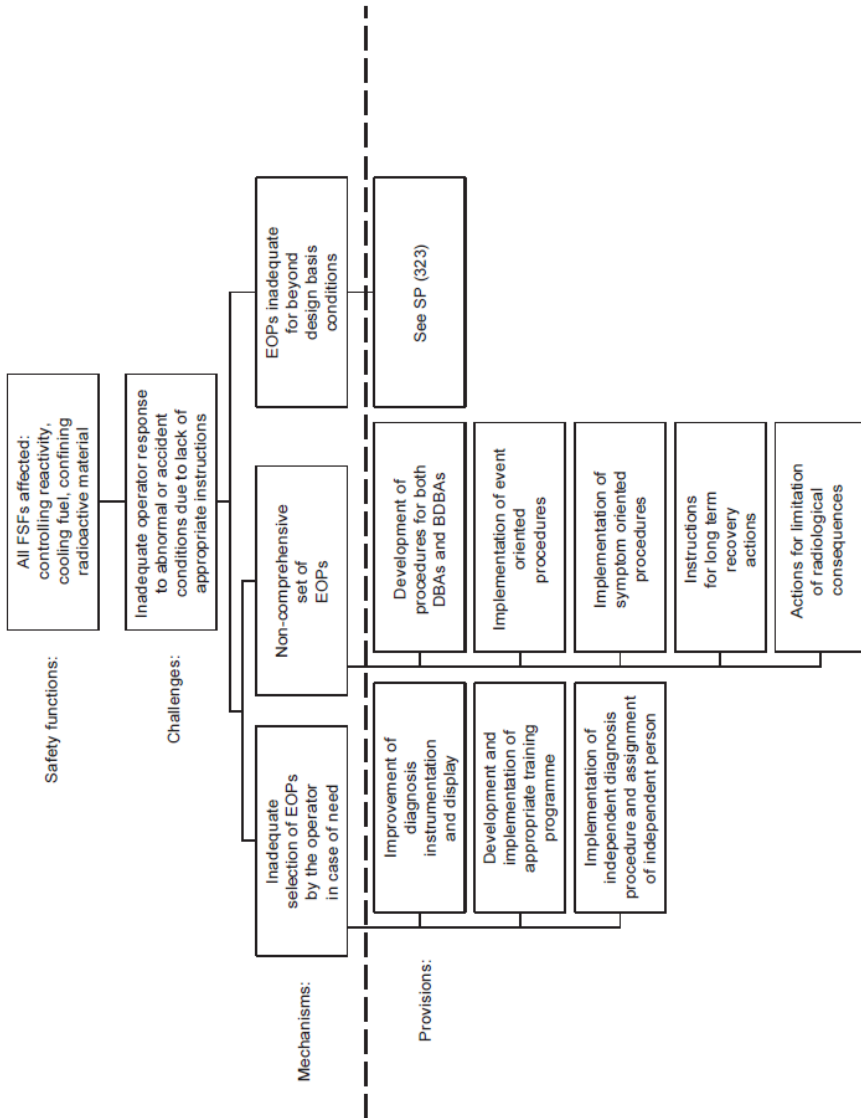 Safety functions:
All FSFs affected:
controlling reactivity,
cooling fuel, confining
radioactive material
Challenges:
Inadequate operator response
to abnormal or accident
conditions due to lack of
appropriate instructions
Mechanisms:
Inadequate
selection of EOPs
by the operator
in case of need
Non-comprehensive
set of
EOPs
EOPs inadequate
for beyond
design basis
conditions
Provisions:
Improvement of
diagnosis
instrumentation
and display
Development and
implementation of
appropriate training
programme
Implementation of
independent diagnosis
procedure and assignment
of independent person
Development of
procedures for both
DBAs and BDBAs
Implementation of event
oriented
procedures
Implementation of
symptom oriented
procedures
Instructions
for long term
recovery
actions
Actions for limitation
of radiological
consequences
See SP (323)